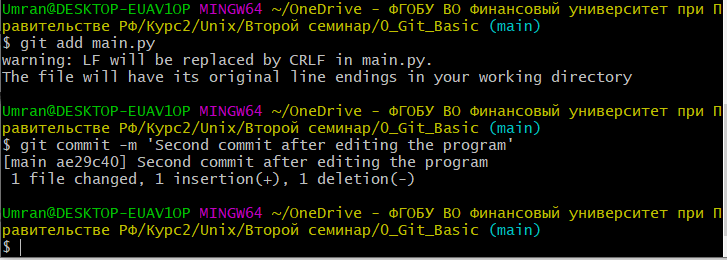 Umran@DESKTOP-EUAV1OP MINGW64 ~/OneDrive - ФГОБУ ВО Финансовый университет при П
равительстве РФ/Курс2/Unix/Второй семинар/O_Git_Basic (main)
$ git add main.py
warning: LF will be replaced by CRLF in main.py.
The file will have its original line endings in your working directory
Umran@DESKTOP-EUAV1OP MINGW64 ~/OneDrive - ФГОБУ ВО Финансовый университет при П
равительстве РФ/Курс2/Unix/Второй семинар/O_Git_Basic (main)
$ git commit -m 'Second commit after editing the program'
[main ae29c40] Second commit after editing the program
 1 file changed, 1 insertion(+), 1 deletion(-)
Umran@DESKTOP-EUAV1OP MINGW64 ~/OneDrive - ФГОБУ ВО Финансовый университет при П
равительстве РФ/Курс2/Unix/Второй семинар/O_Git_Basic (main)
$